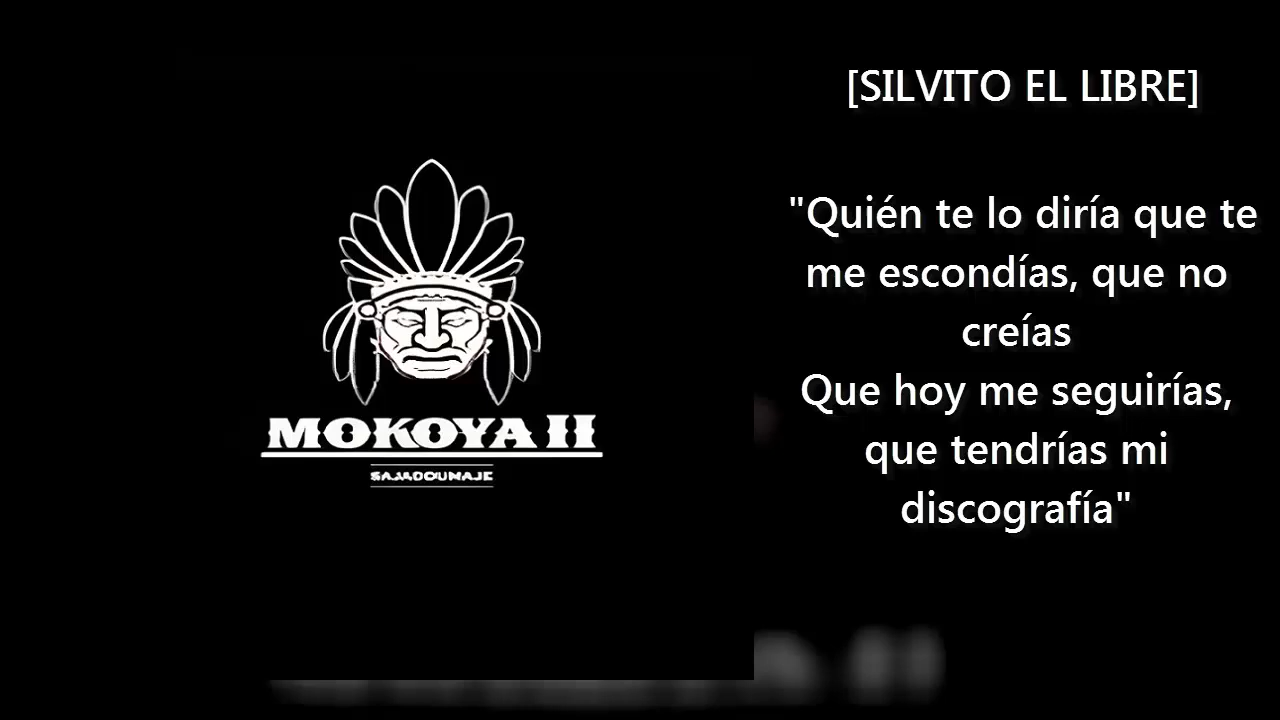 MOKOYA II
[SILVITO EL LIBRE]
"Quién te lo diría que te
me escondías, que no
creías
Que hoy me seguirías,
que tendrías mi
discografía"